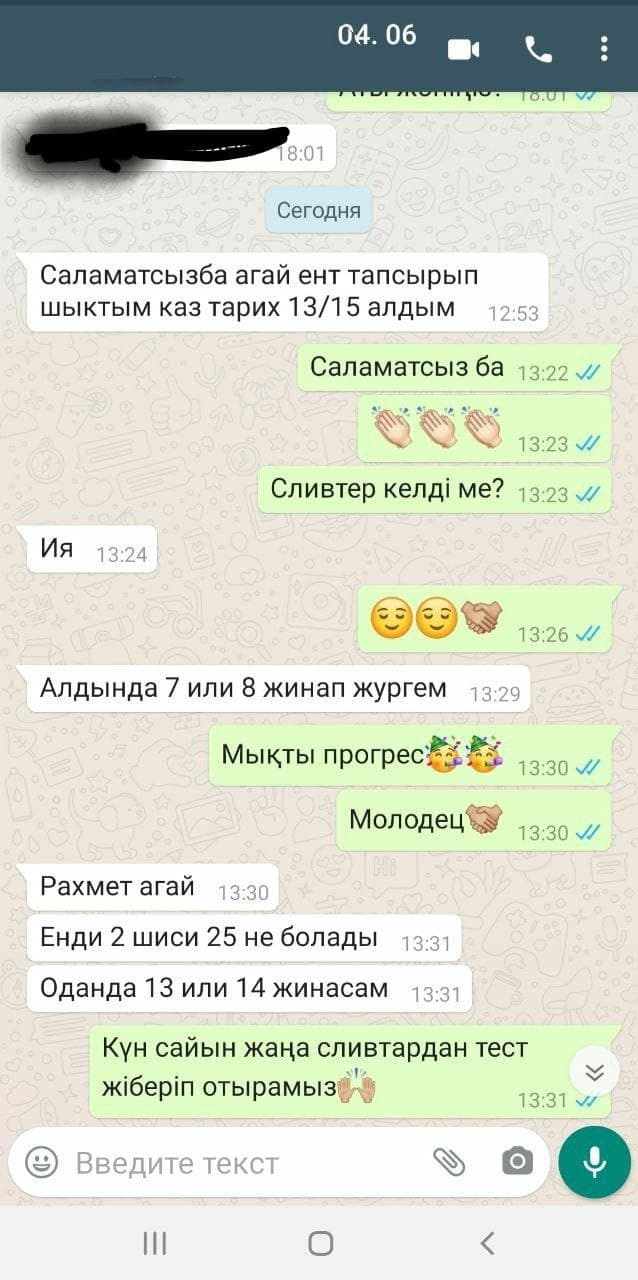 04. 06
18:01
18:01
Сегодня
Саламатсызба агай ент тапсырып
шыктым каз тарих 13/15 алдым 12:53
Саламатсыз ба 13:22
13:23
Сливтер келді ме? 13:23
Ия 13:24
13:26
Алдында 7 или 8 жинап жургем 13:29
Мықты прогрес 13:30
Молодец 13:30
Рахмет агай 13:30
Енди 2 шиси 25 не болады 13:31
Оданда 13 или 14 жинасам 13:31
Күн сайын жаңа сливтардан тест
жіберіп отырамыз 13:31
Введите текст